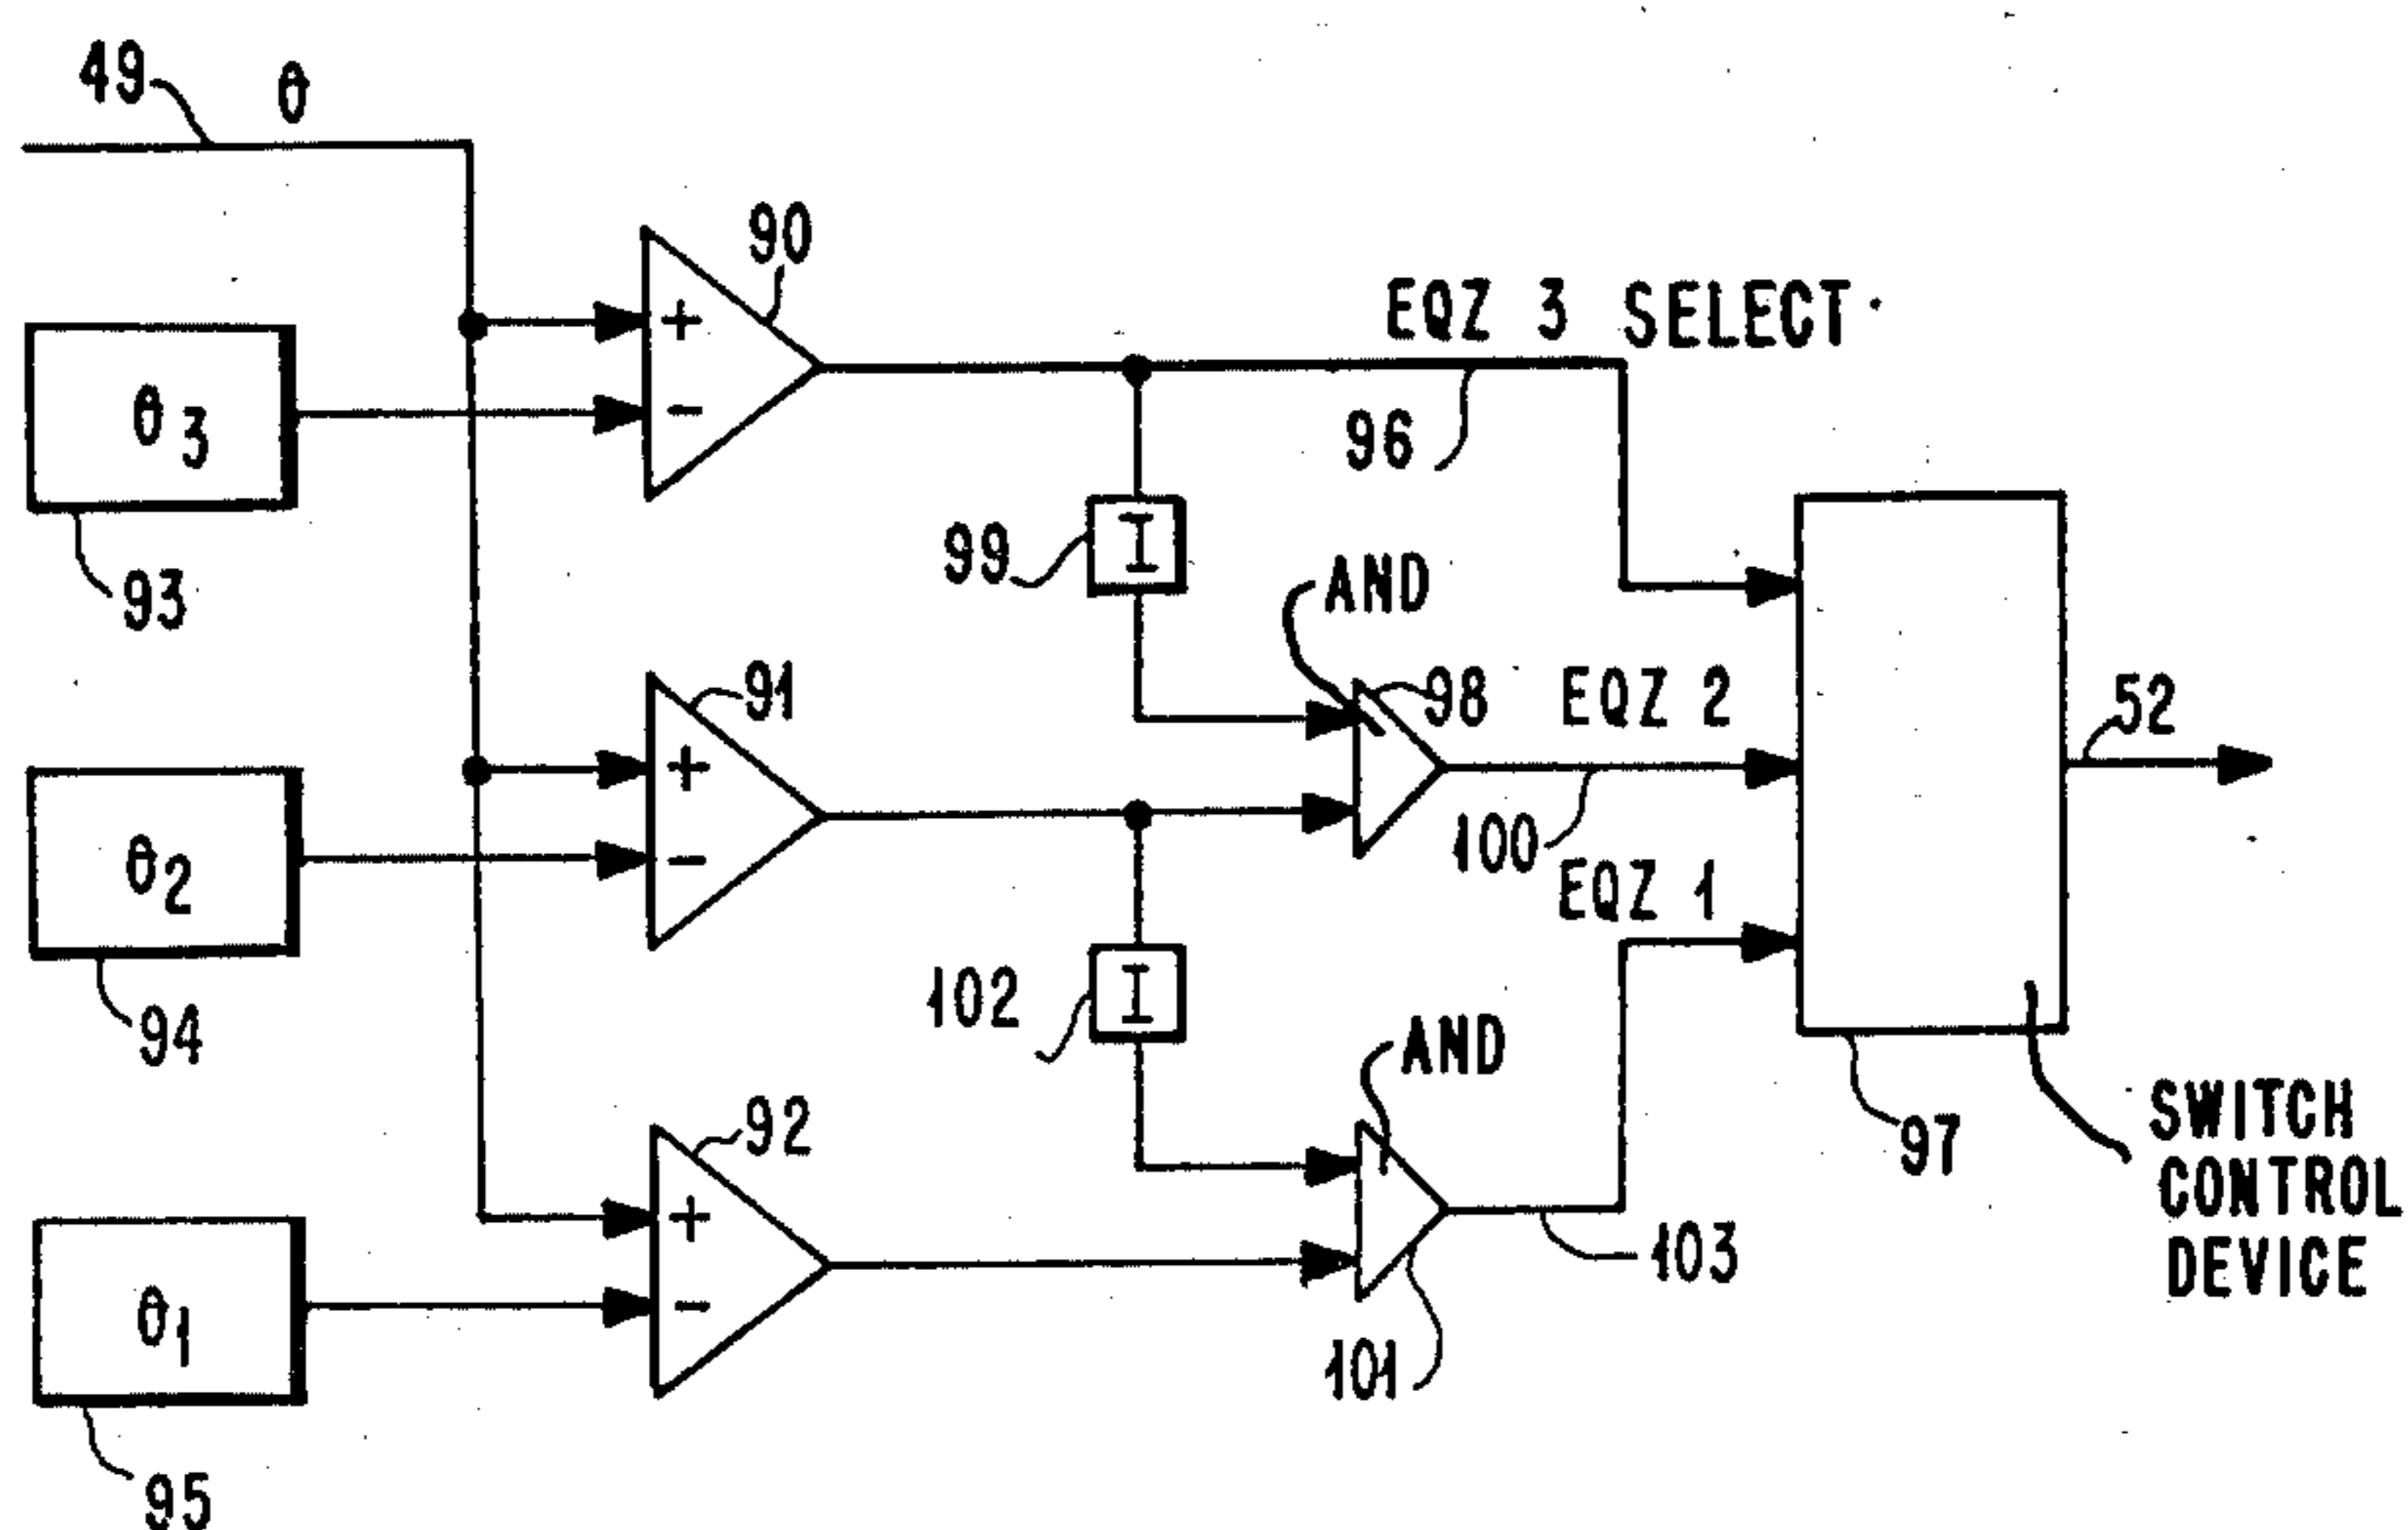 49 θ
90
+
EQZ 3 SELECT
θ3
-
96
93
99
I
AND
91
98
EQZ 2
52
+
θ2
-
100
EQZ 1
94
102
I
AND
92
SWITCH
CONTROL
DEVICE
97
+
103
θ1
-
101
95